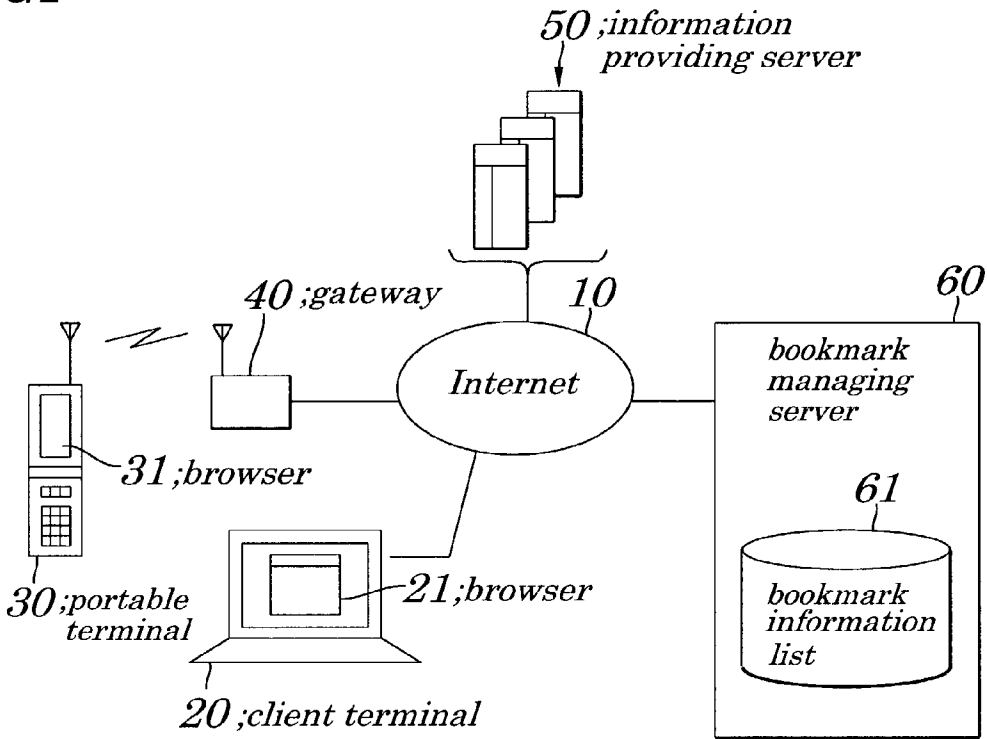 50 ;information
providing server
40 ;gateway
10
60
Internet
bookmark
managing
server
31 ;browser
61
21 ;browser
30 ;portable
terminal
bookmark
information
list
20 ;client terminal